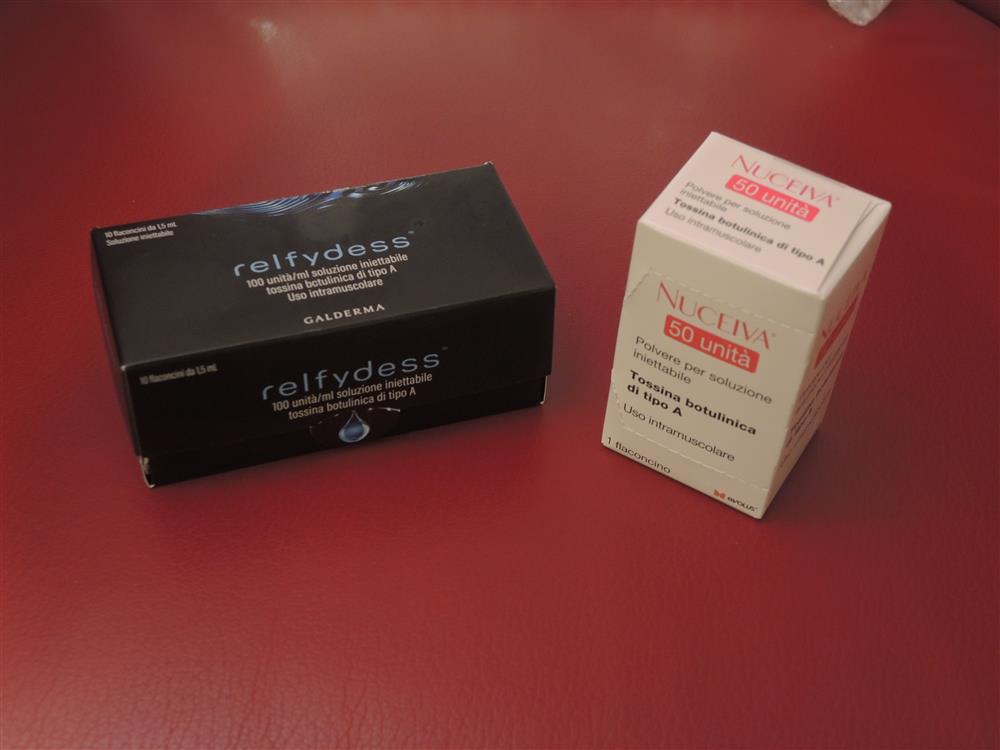 10 flaconcini da 1,5 mL
Soluzione iniettabile
relfydess™
100 unità/ml soluzione iniettabile
tossina botulinica di tipo A
Uso intramuscolare
GALDERMA
10 flaconcini da 1,5 mL
relfydess™
100 unità/ml soluzione iniettabile
tossina botulinica di tipo A
NUCEIVA®
50 unità
Polvere per soluzione
iniettabile
Tossina botulinica di tipo A
Uso intramuscolare
NUCEIVA®
50 unità
Polvere per soluzione
iniettabile
Tossina botulinica
di tipo A
Uso intramuscolare
1 flaconcino
evolus